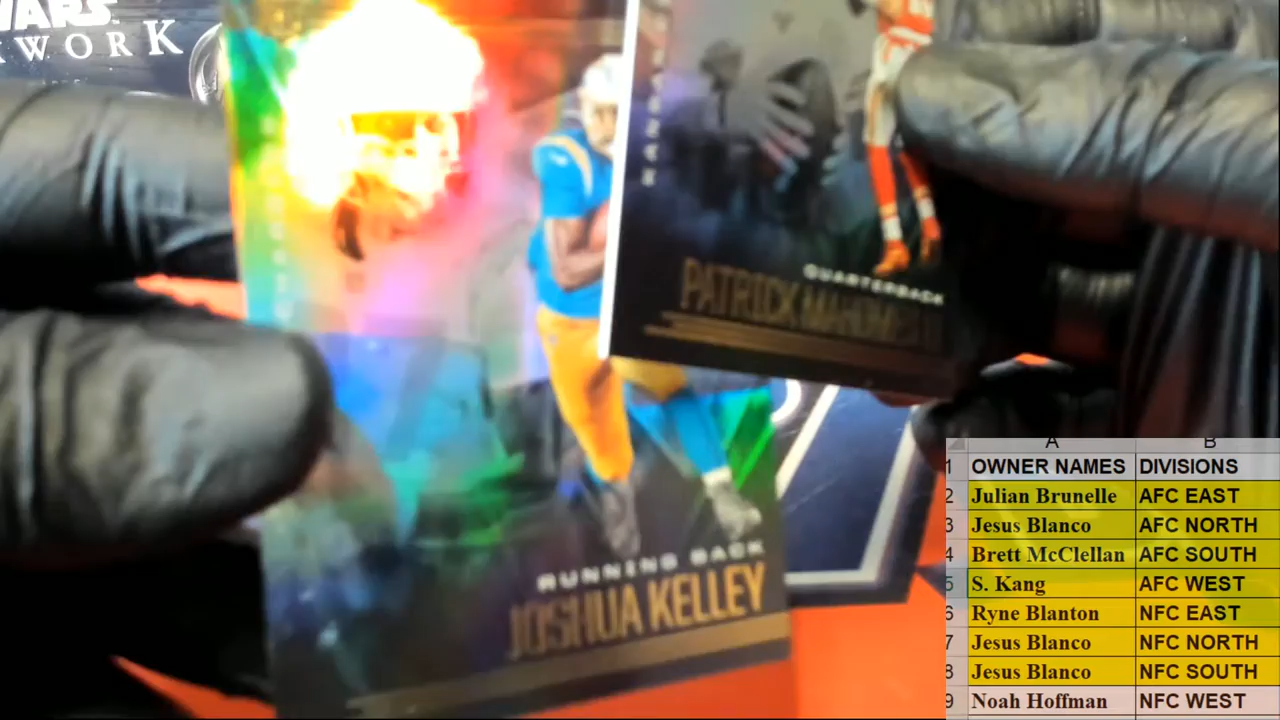 WARS
WORK
QUARTERBACK
PATRICK MAHOMES II
RUNNING BACK
JOSHUA KELLEY
A B
1 OWNER NAMES DIVISIONS
2 Julian Brunelle AFC EAST
3 Jesus Blanco AFC NORTH
4 Brett McClellan AFC SOUTH
5 S. Kang AFC WEST
6 Ryne Blanton NFC EAST
7 Jesus Blanco NFC NORTH
8 Jesus Blanco NFC SOUTH
9 Noah Hoffman NFC WEST